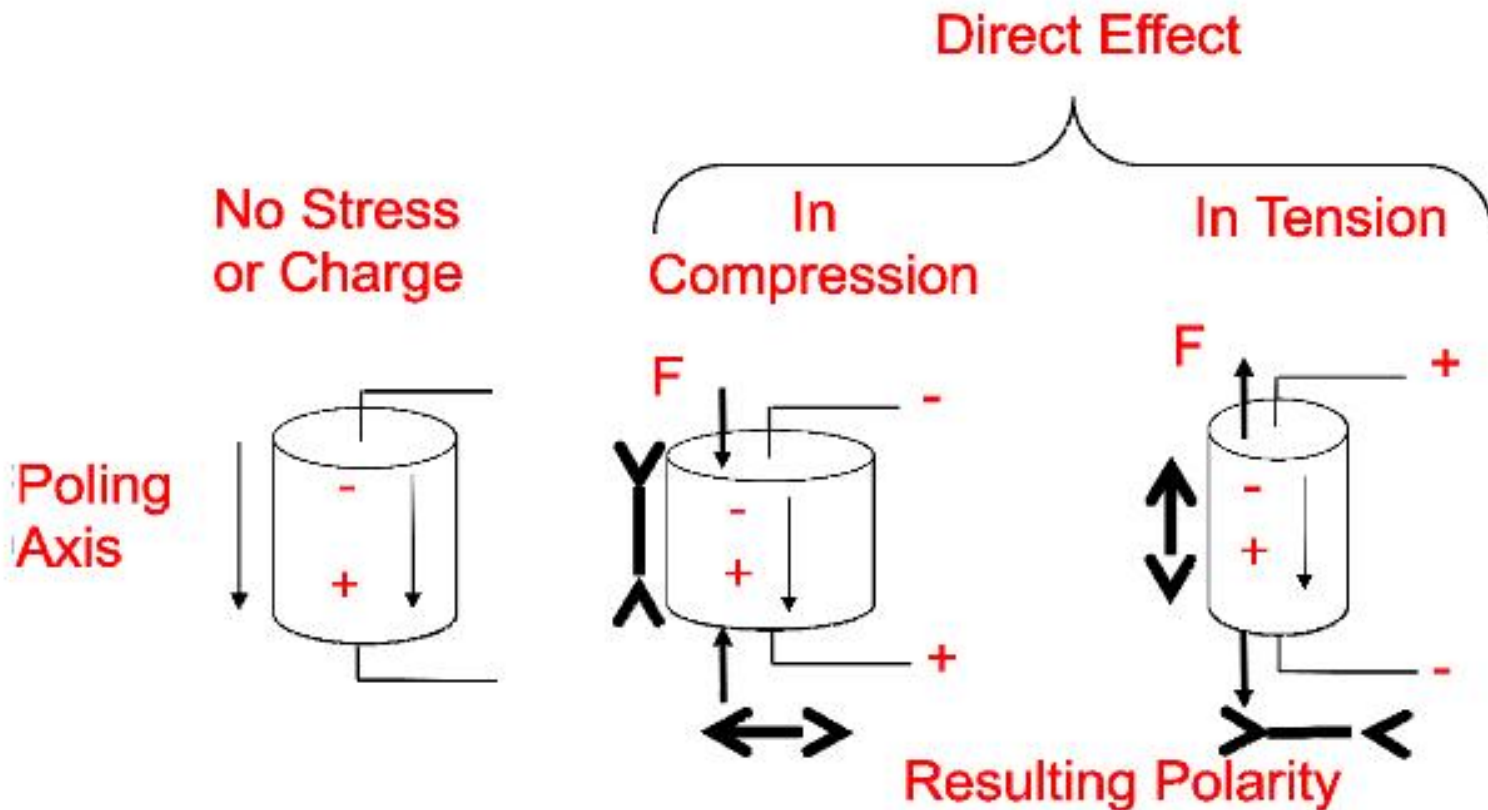 Direct Effect
No Stress
or Charge
In
Compression
In Tension
Poling
Axis
-
+
F
-
-
+
+
F
+
-
+
-
Resulting Polarity